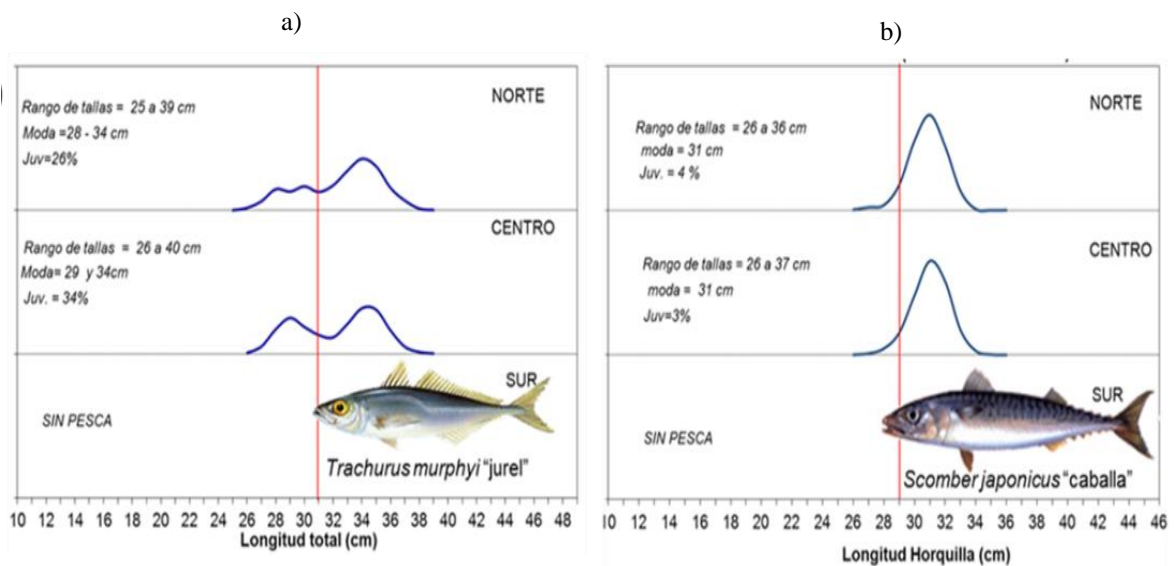 a)
NORTE
Rango de tallas = 25 a 39 cm
Moda =28 - 34 cm
Juv=26%
CENTRO
Rango de tallas = 26 a 40 cm
Moda= 29 y 34cm
Juv. = 34%
SUR
SIN PESCA
Trachurus murphyi "jurel"
10 12 14 16 18 20 22 24 26 28 30 32 34 36 38 40 42 44 46 48
Longitud total (cm)
b)
NORTE
Rango de tallas = 26 a 36 cm
moda = 31 cm
Juv. = 4 %
CENTRO
Rango de tallas = 26 a 37 cm
moda = 31 cm
Juv=3%
SUR
SIN PESCA
Scomber japonicus "caballa"
10 12 14 16 18 20 22 24 26 28 30 32 34 36 38 40 42 44 46
Longitud Horquilla (cm)